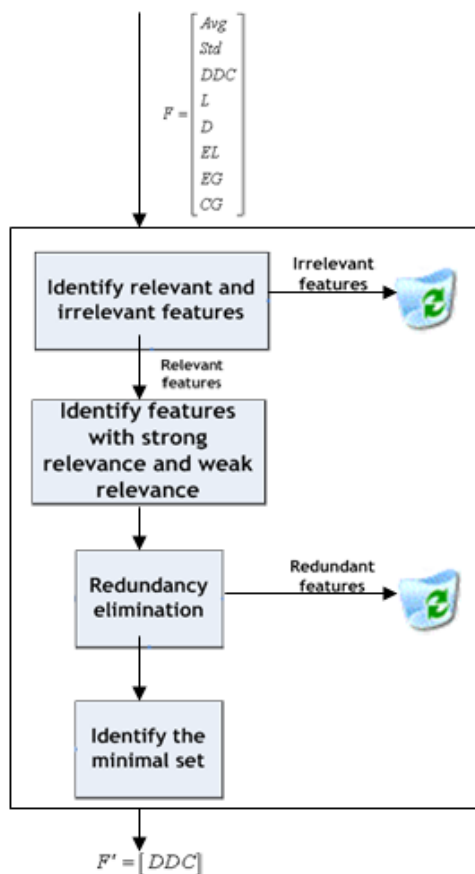 Avg
Std
DDC
L
F =
D
EL
EG
CG
Identify relevant and
irrelevant features
Irrelevant
features
Relevant
features
Identify features
with strong
relevance and weak
relevance
Redundancy
elimination
Redundant
features
Identify the
minimal set
F' = [DDC]